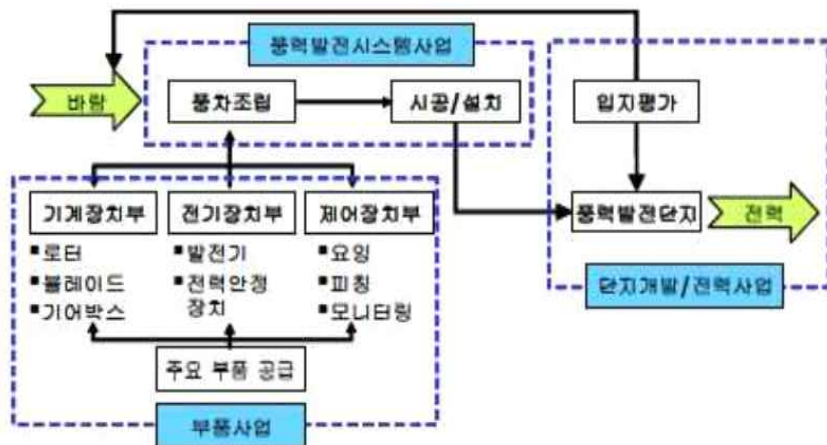 풍력발전시스템사업
바람
풍차조립
시공/설치
입지평가
기계장치부
전기장치부
제어장치부
풍력발전단지
전력
▪로터
▪블레이드
▪기어박스
▪발전기
▪전력안정
장치
▪요잉
▪피칭
▪모니터링
단지개발/전력사업
주요 부품 공급
부품사업